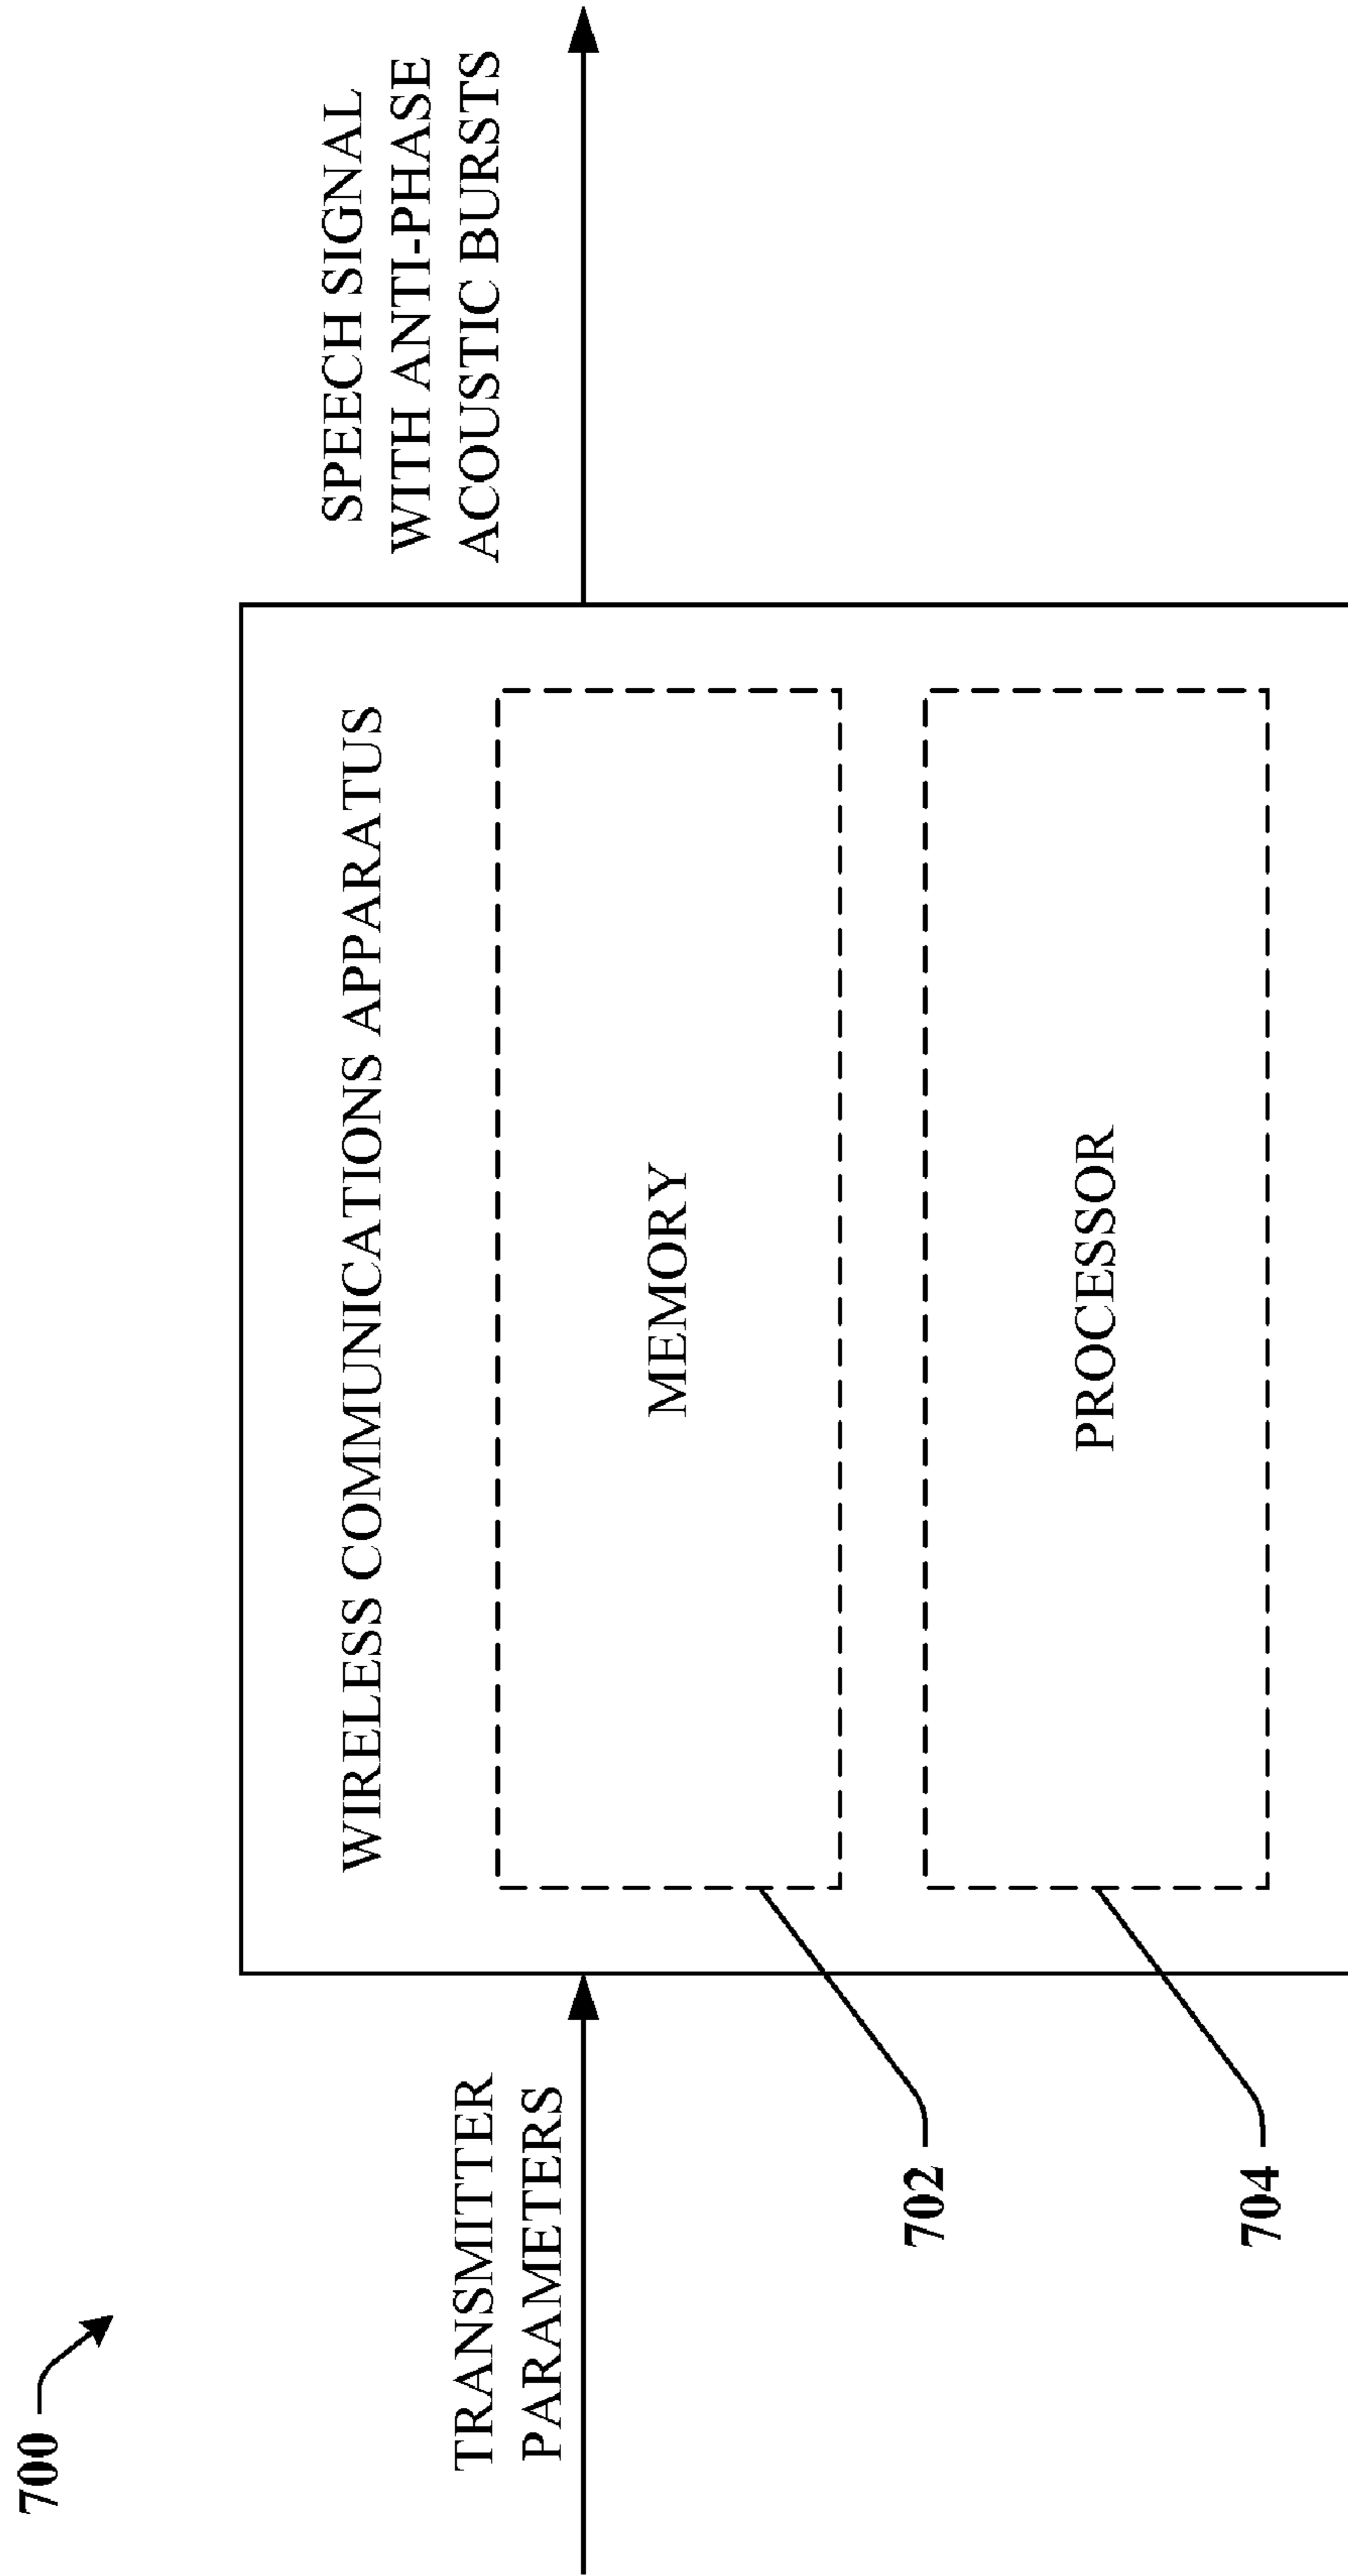 700
SPEECH SIGNAL
WITH ANTI-PHASE
ACOUSTIC BURSTS
WIRELESS COMMUNICATIONS APPARATUS
TRANSMITTER
PARAMETERS
MEMORY
702
PROCESSOR
704